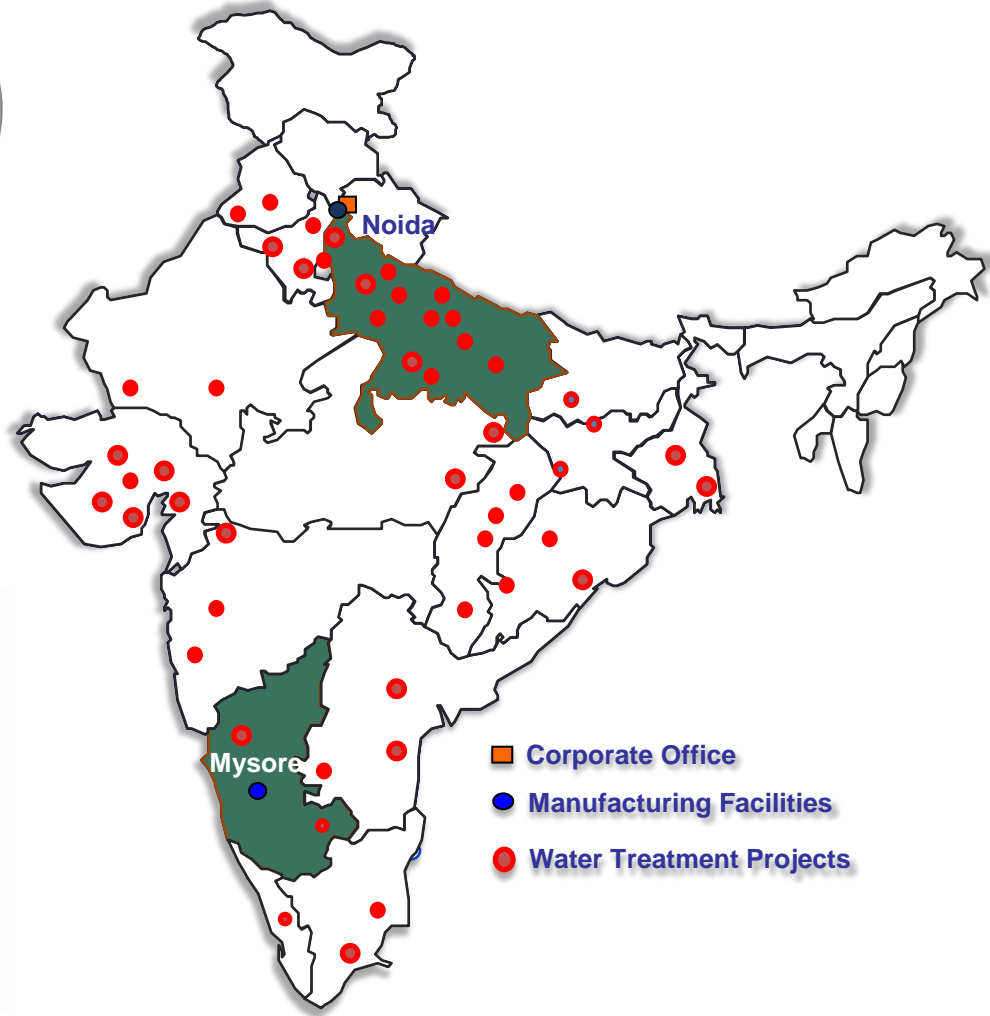 Noida
Mysore
Corporate Office
Manufacturing Facilities
Water Treatment Projects